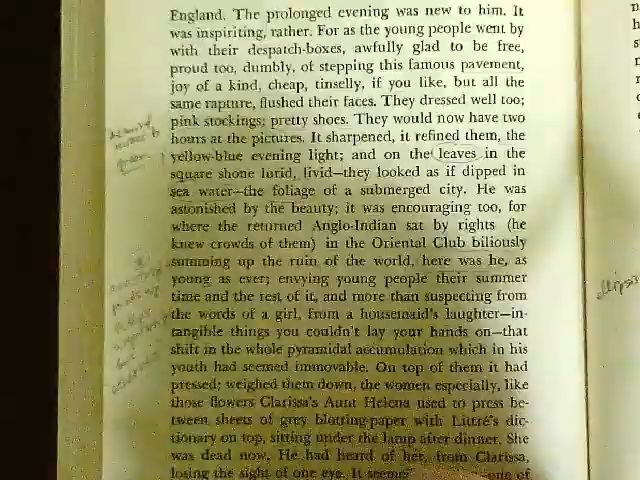 England. The prolonged evening was new to him. It
was inspiriting, rather. For as the young people went by
with their despatch-boxes, awfully glad to be free,
proud too, dumbly, of stepping this famous pavement,
joy of a kind, cheap, tinselly, if you like, but all the
same rapture, flushed their faces. They dressed well too;
pink stockings; pretty shoes. They would now have two
hours at the pictures. It sharpened, it refined them, the
yellow-blue evening light; and on the leaves in the
square shone lurid, livid—they looked as if dipped in
sea water—the foliage of a submerged city. He was
astonished by the beauty; it was encouraging too, for
where the returned Anglo-Indian sat by rights (he
knew crowds of them) in the Oriental Club biliously
summing up the ruin of the world, here was he, as
young as ever; envying young people their summer
time and the rest of it, and more than suspecting from
the words of a girl, from a housemaid's laughter—in-
tangible things you couldn't lay your hands on—that
shift in the whole pyramidal accumulation which in his
youth had seemed immovable. On top of them it had
pressed; weighed them down, the women especially, like
those flowers Clarissa's Aunt Helena used to press be-
tween sheets of grey blotting-paper with Littré's dic-
tionary on top, sitting under the lamp after dinner. She
was dead now. He had heard of her, from Clarissa,
losing the sight of one eye. It seemed one of
ellipsis